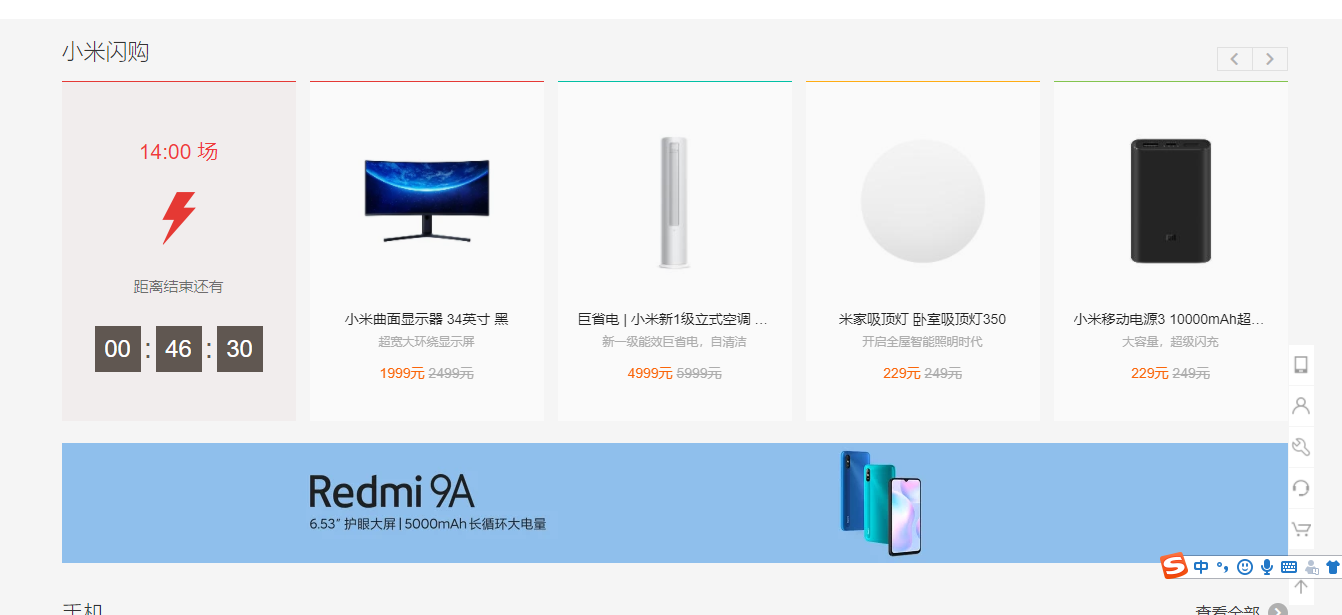 小米闪购
14:00 场
距离结束还有
00 : 46 : 30
小米曲面显示器 34英寸 黑
超宽大环绕显示屏
1999元 2499元
巨省电 | 小米新1级立式空调 ...
新一级能效巨省电，自清洁
4999元 5999元
米家吸顶灯 卧室吸顶灯350
开启全屋智能照明时代
229元 249元
小米移动电源3 10000mAh超...
大容量，超级闪充
229元 249元
Redmi 9A
6.53" 护眼大屏 | 5000mAh 长循环大电量
中
手机
查看全部